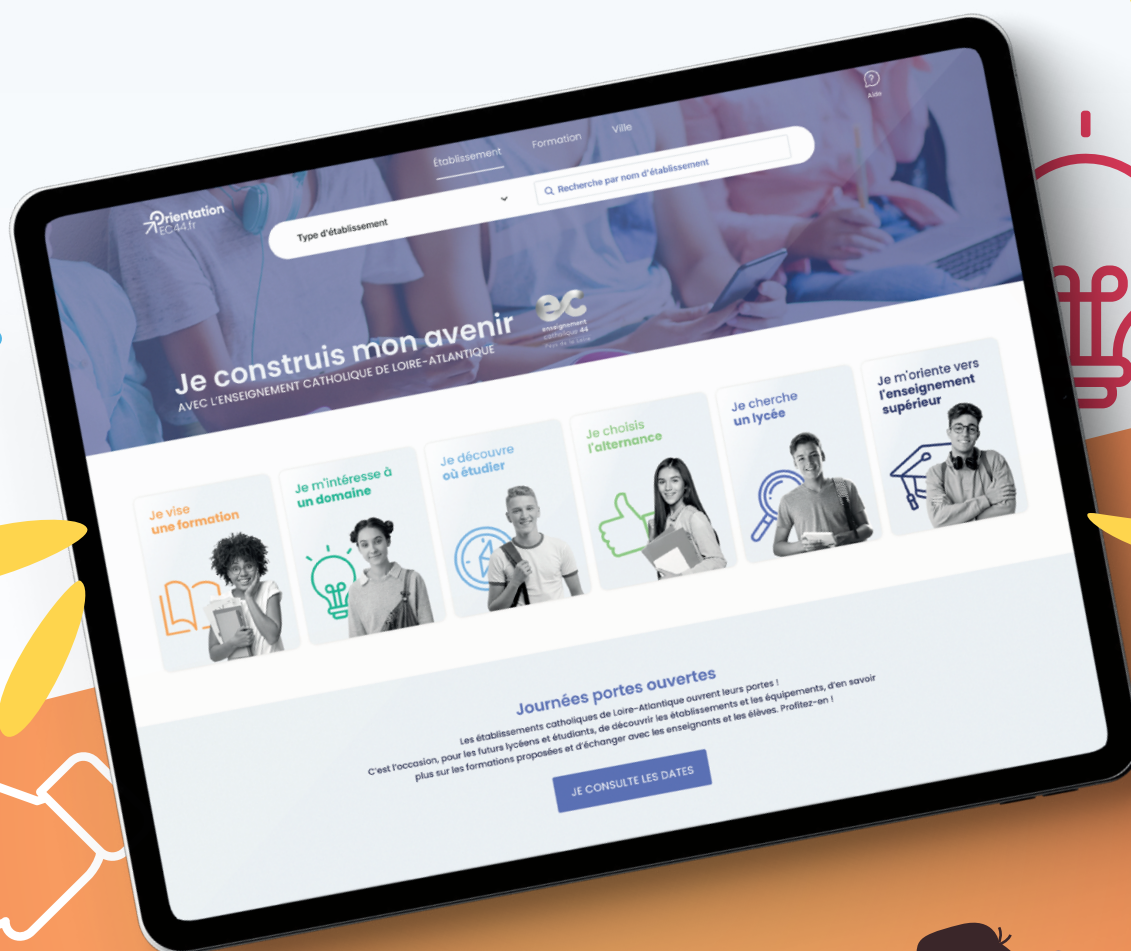 Établissement
Formation
Ville
Aide
Orientation
EC44.fr
Type d'établissement
Recherche par nom d'établissement
Je construis mon avenir
AVEC L'ENSEIGNEMENT CATHOLIQUE DE LOIRE-ATLANTIQUE
ec
enseignement
catholique 44
Pays de la Loire
Je vise
une formation
Je m'intéresse à
un domaine
Je découvre
où étudier
Je choisis
l'alternance
Je cherche
un lycée
Je m'oriente vers
l'enseignement
supérieur
Journées portes ouvertes
Les établissements catholiques de Loire-Atlantique ouvrent leurs portes !
C'est l'occasion, pour les futurs lycéens et étudiants, de découvrir les établissements et les équipements, d'en savoir
plus sur les formations proposées et d'échanger avec les enseignants et les élèves. Profitez-en !
JE CONSULTE LES DATES